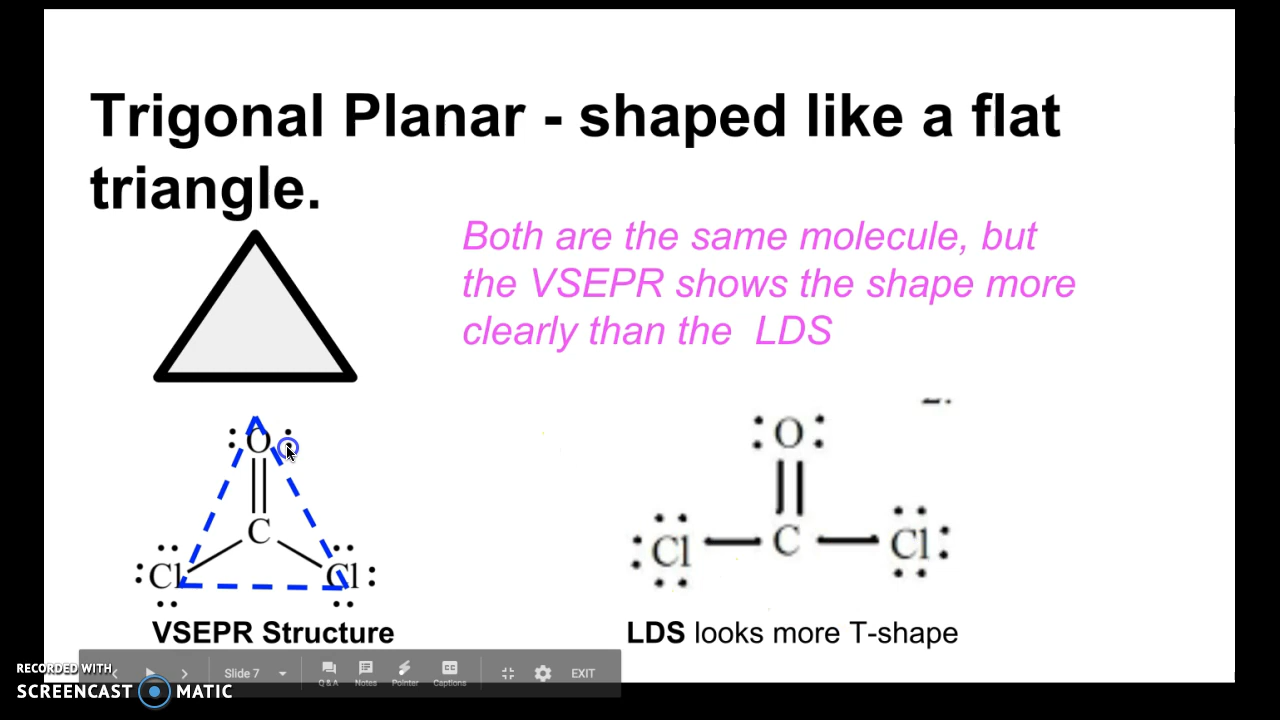 Trigonal Planar - shaped like a flat
triangle.
Both are the same molecule, but
the VSEPR shows the shape more
clearly than the LDS
:O:
C
:Cl
Cl:
VSEPR Structure
:O:
:Cl
C
Cl:
LDS looks more T-shape
Slide 7
Q&A
Notes
Pointer
CC
Captions
EXIT
RECORDED WITH
SCREENCAST MATIC